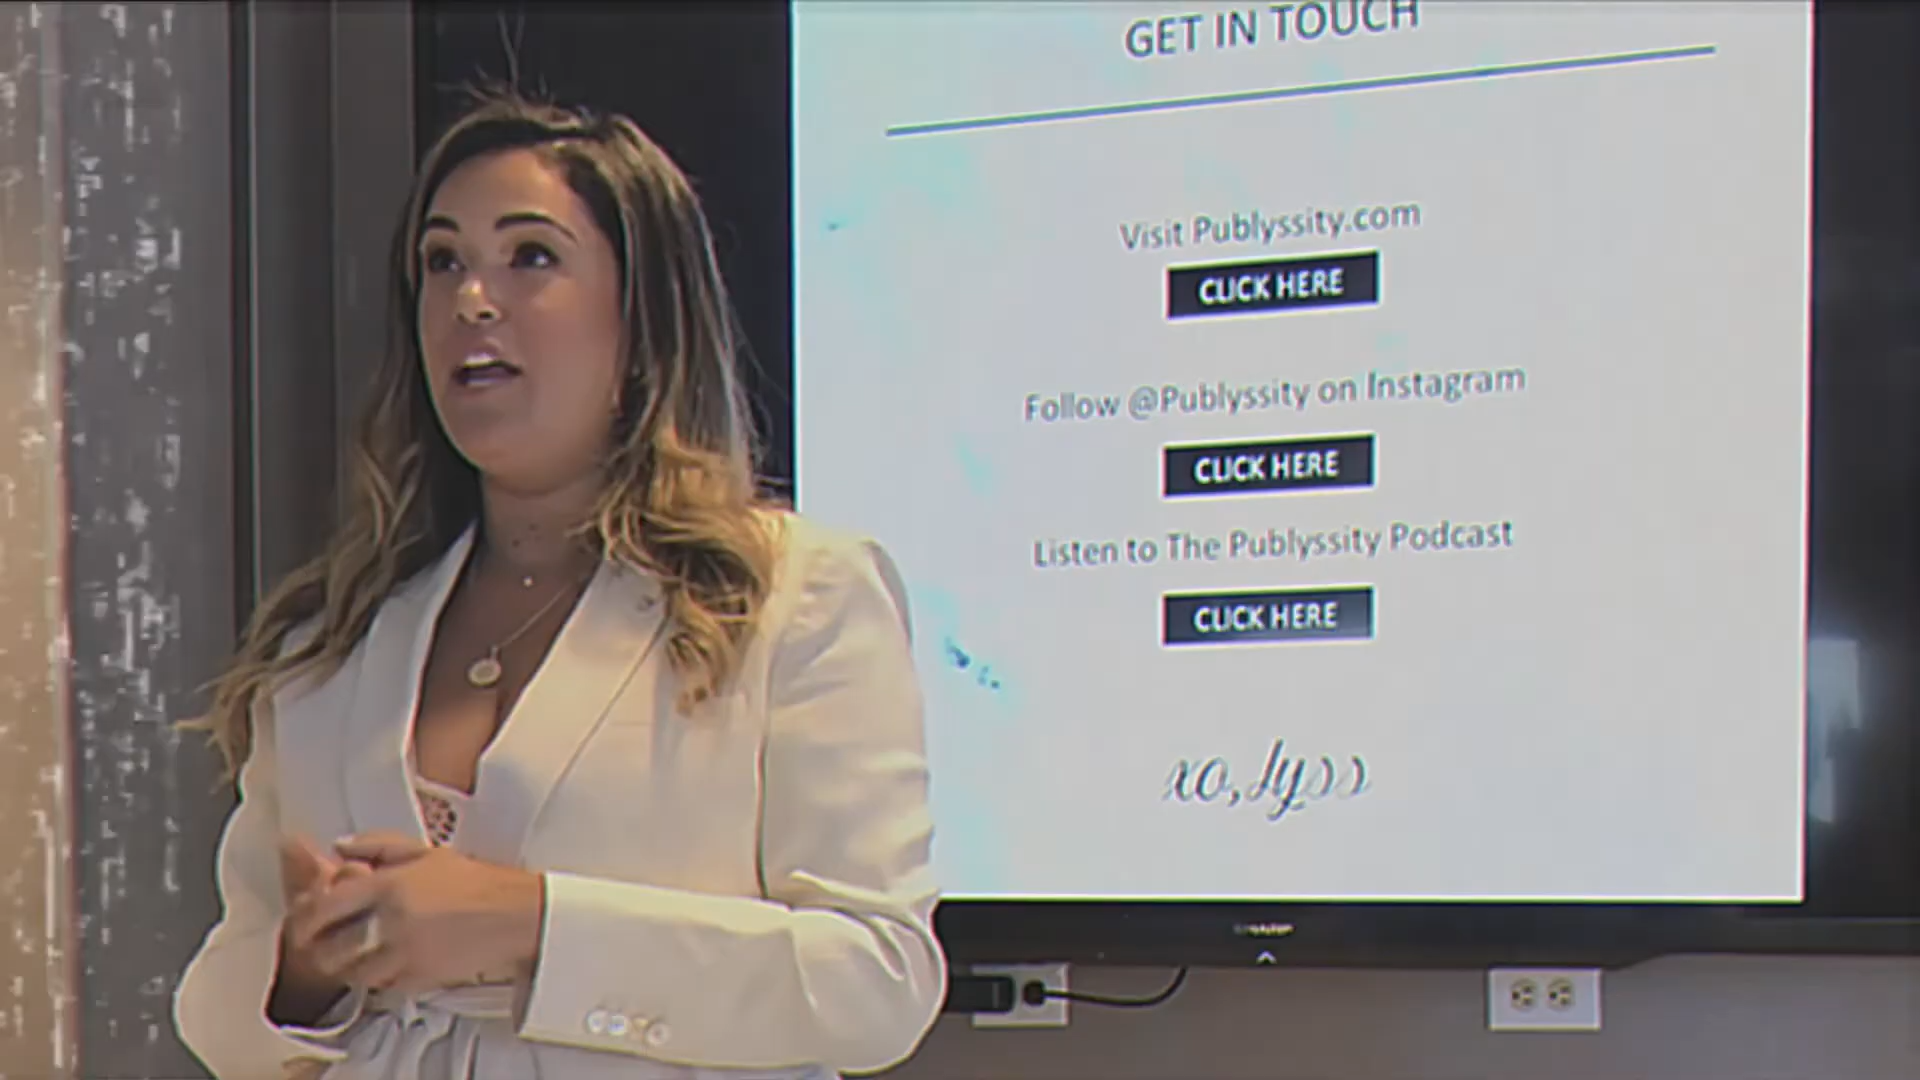 GET IN TOUCH
Visit Publyssity.com
CLICK HERE
Follow @Publyssity on Instagram
CLICK HERE
Listen to The Publyssity Podcast
CLICK HERE
xo, lyss